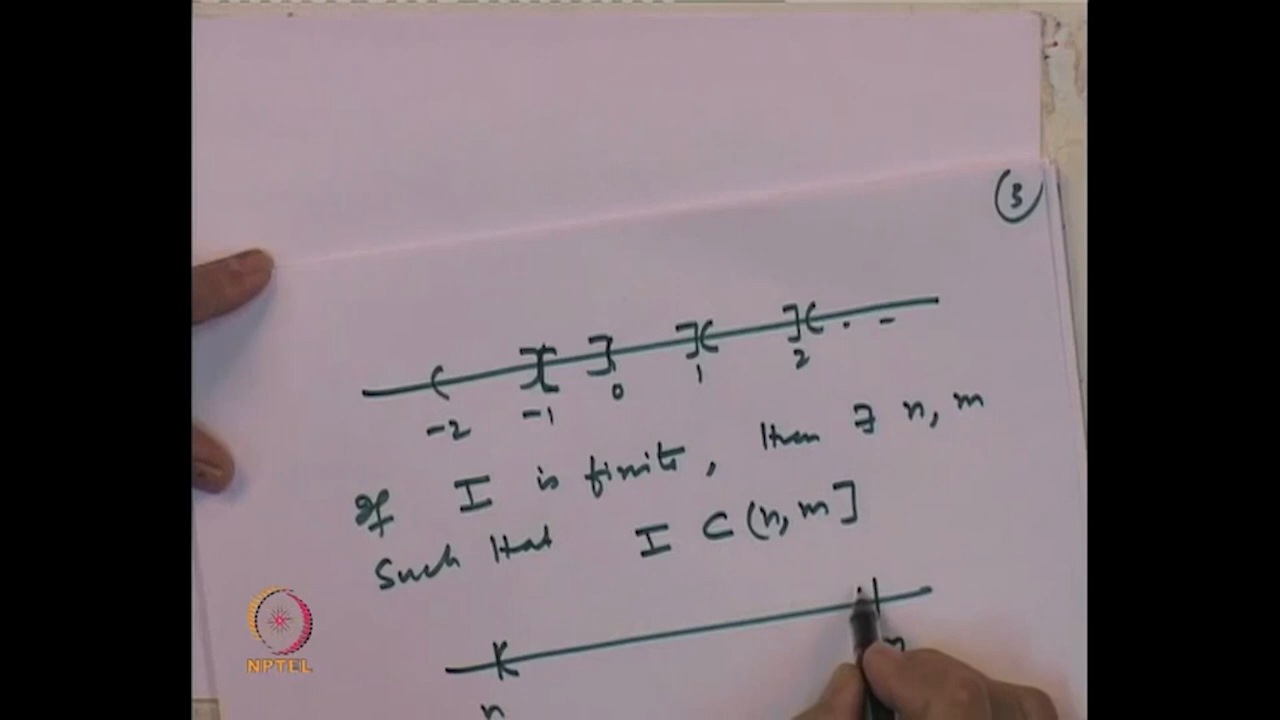 3
-2 -1 0 1 2
If I is finite, then ∃ n, m
Such that I ⊂ (n, m]
n
NPTEL